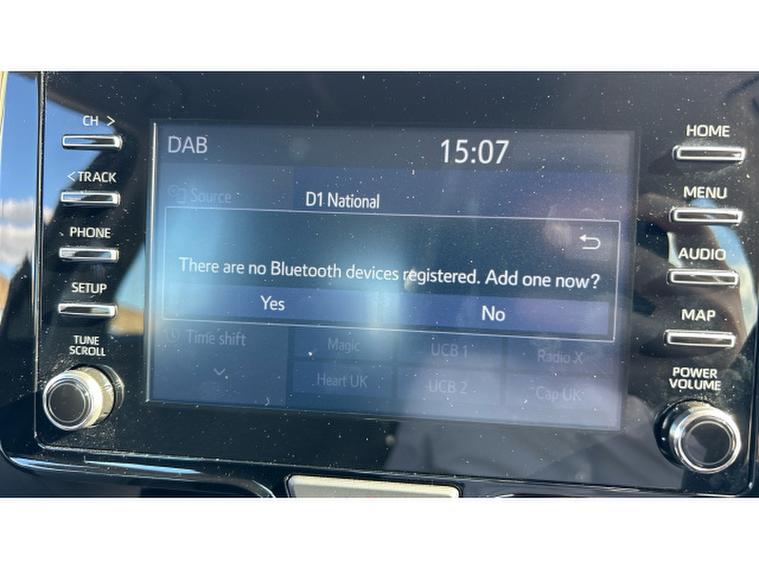 CH >
< TRACK
PHONE
SETUP
TUNE
SCROLL
DAB
15:07
Source
D1 National
There are no Bluetooth devices registered. Add one now?
Yes
No
Time shift
Magic
UCB 1
Radio X
Heart UK
UCB 2
Cap UK
HOME
MENU
AUDIO
MAP
POWER
VOLUME